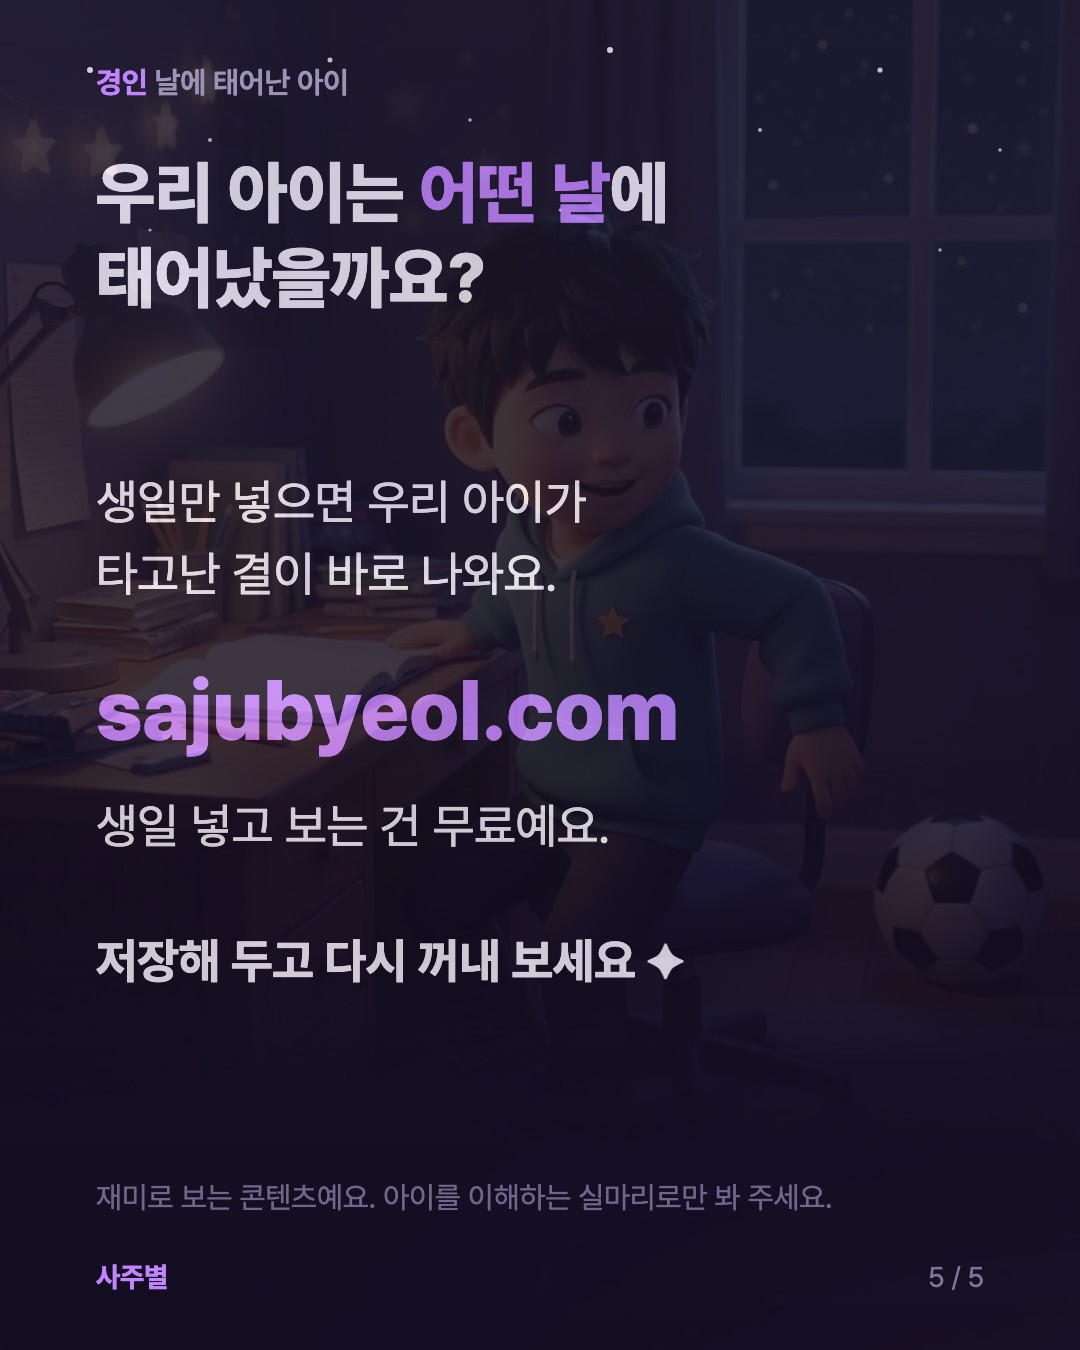 경인 날에 태어난 아이
우리 아이는 어떤 날에
태어났을까요?
생일만 넣으면 우리 아이가
타고난 결이 바로 나와요.
sajubyeol.com
생일 넣고 보는 건 무료예요.
저장해 두고 다시 꺼내 보세요 ✦
재미로 보는 콘텐츠예요. 아이를 이해하는 실마리로만 봐 주세요.
사주별
5 / 5